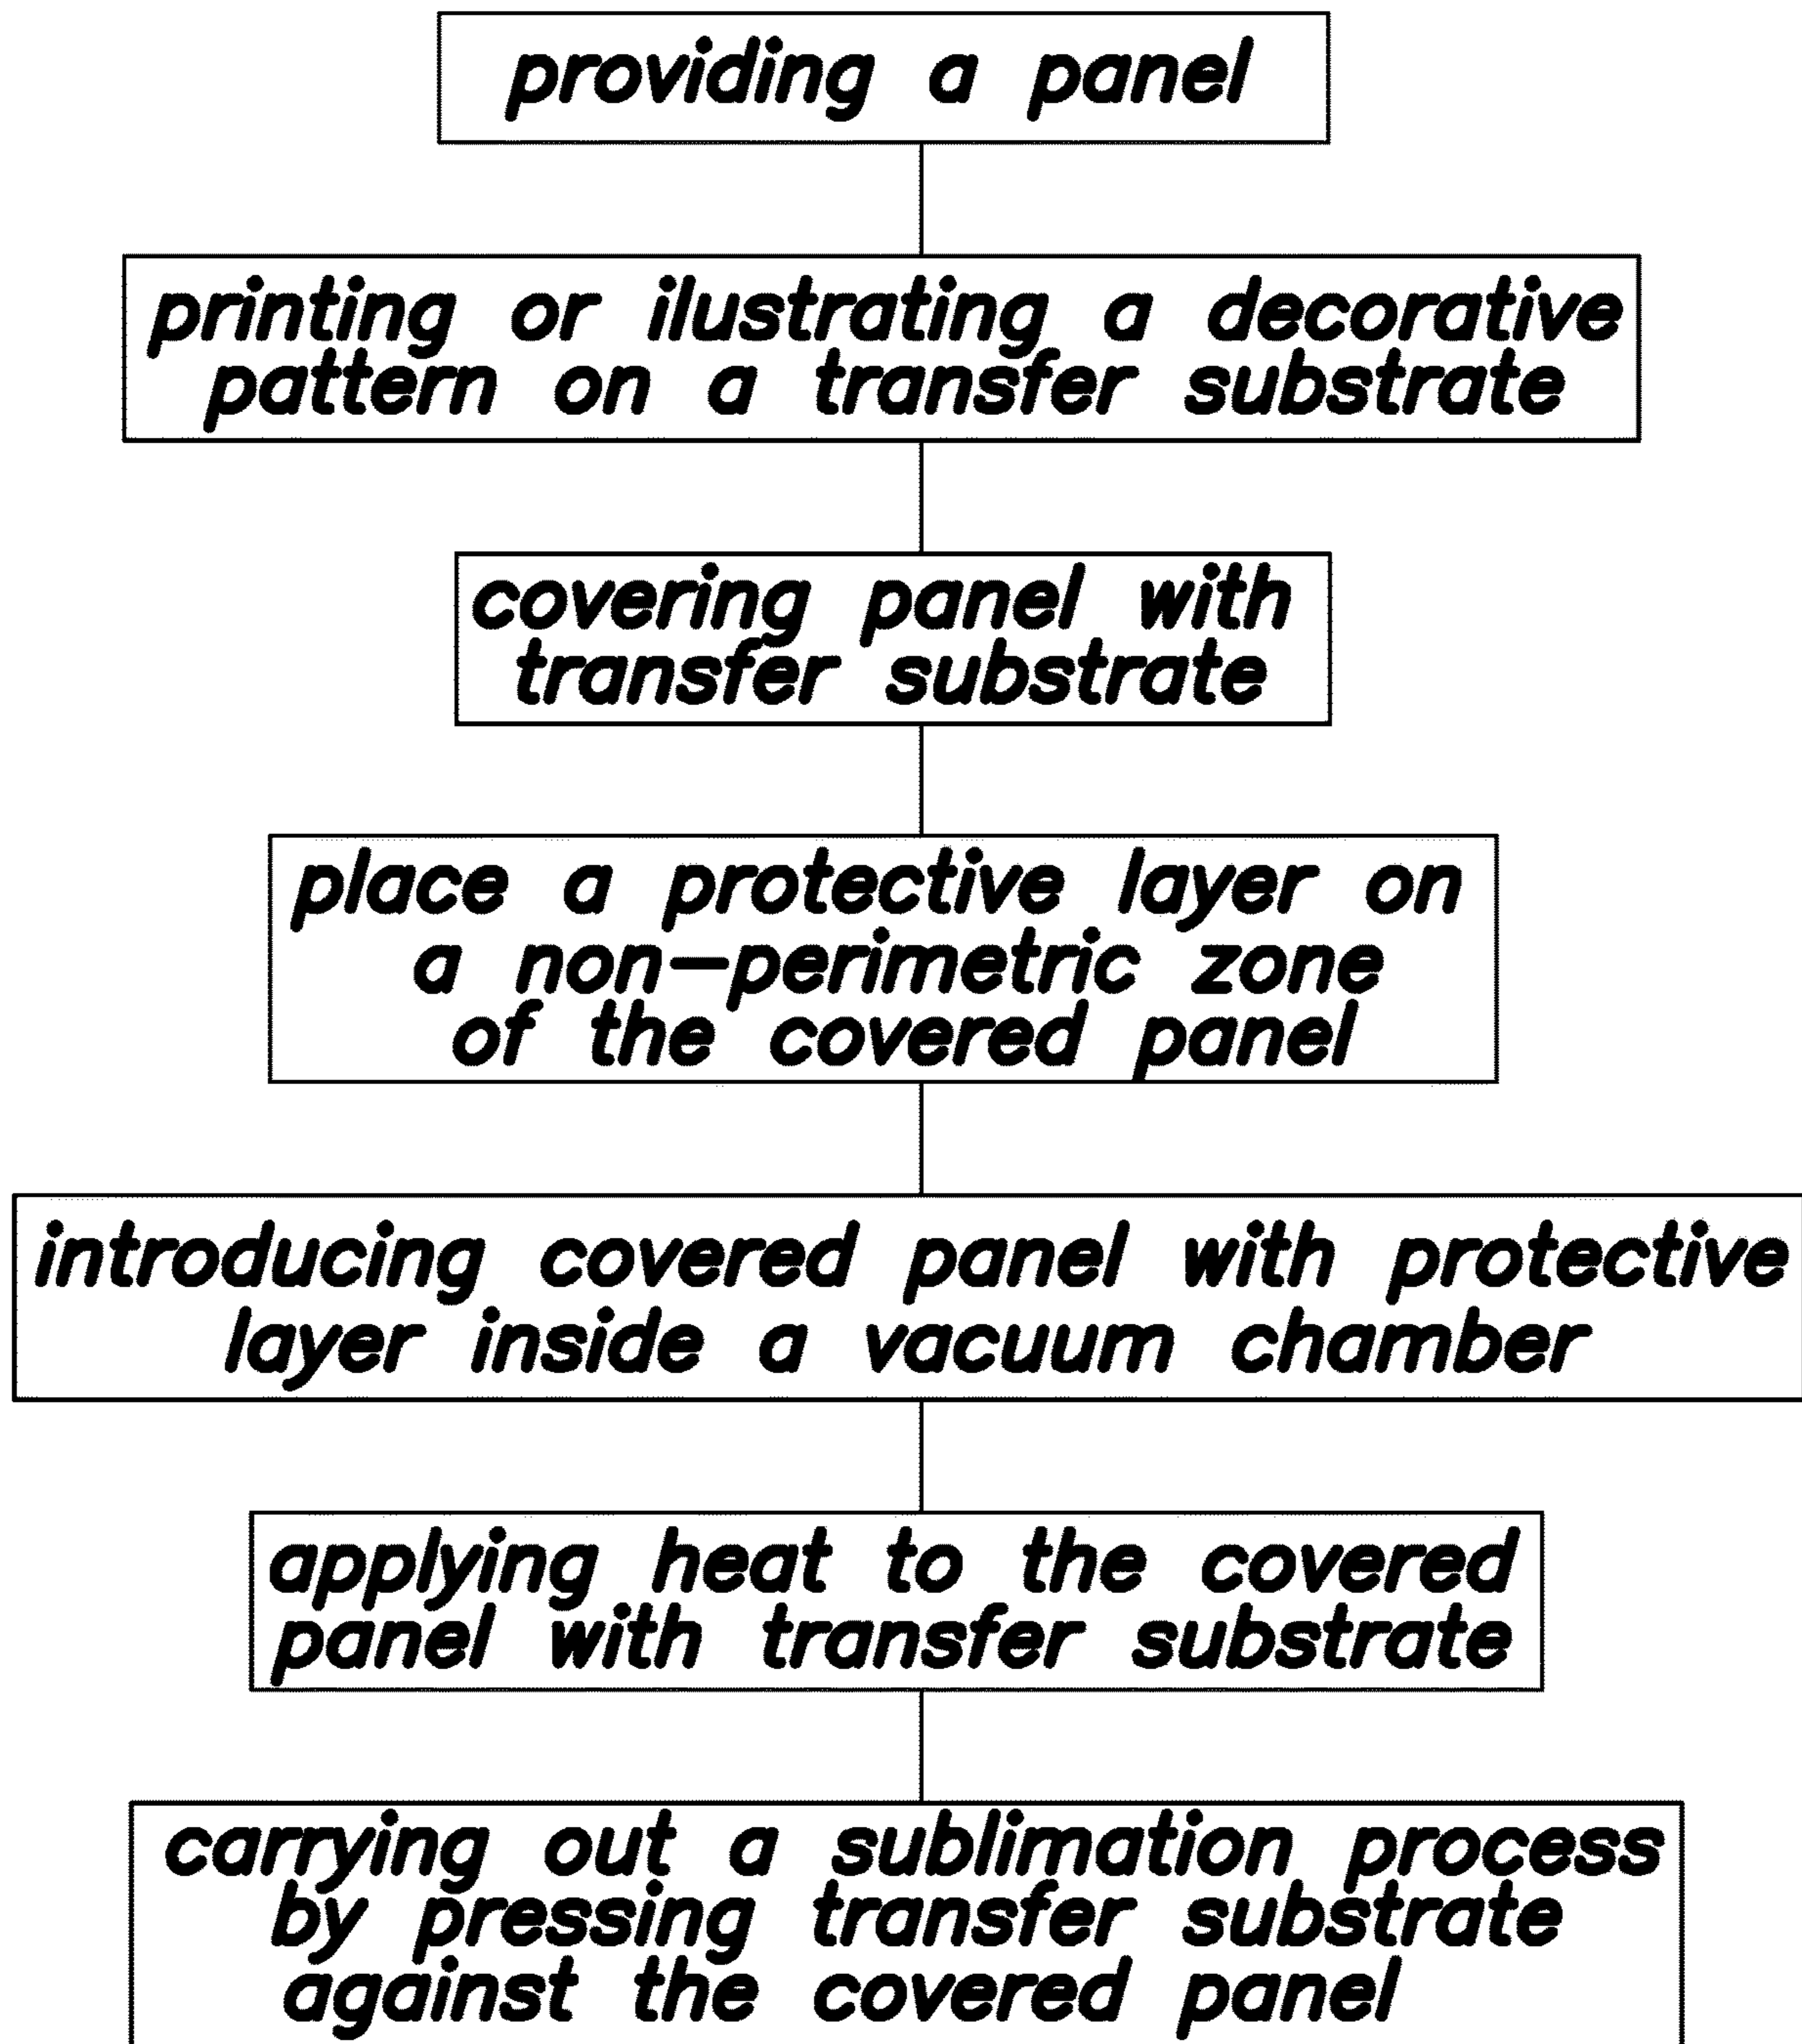 providing a panel
printing or ilustrating a decorative
pattern on a transfer substrate
covering panel with
transfer substrate
place a protective layer on
a non-perimetric zone
of the covered panel
introducing covered panel with protective
layer inside a vacuum chamber
applying heat to the covered
panel with transfer substrate
carrying out a sublimation process
by pressing transfer substrate
against the covered panel